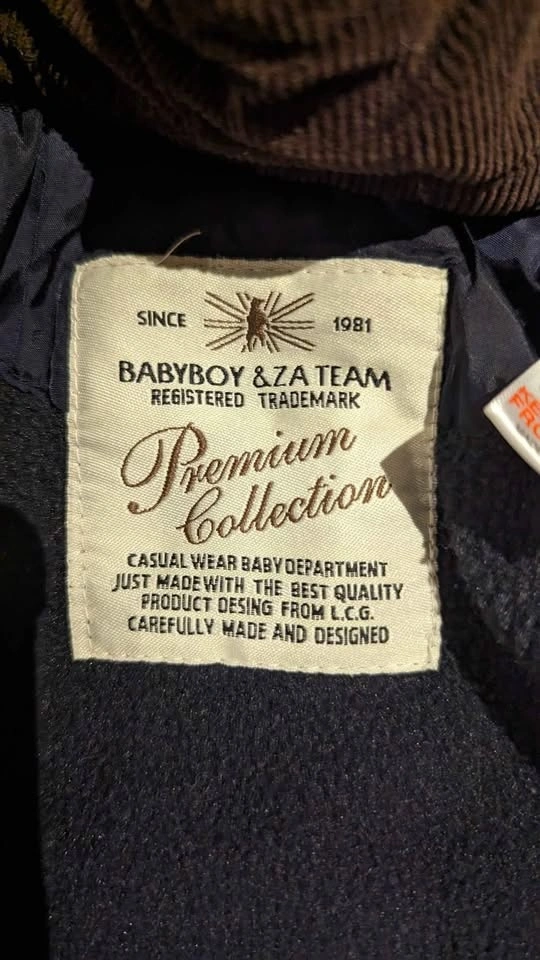 SINCE 1981
BABYBOY &ZA TEAM
REGISTERED TRADEMARK
Premium
Collection
CASUAL WEAR BABY DEPARTMENT
JUST MADE WITH THE BEST QUALITY
PRODUCT DESING FROM L.C.G.
CAREFULLY MADE AND DESIGNED